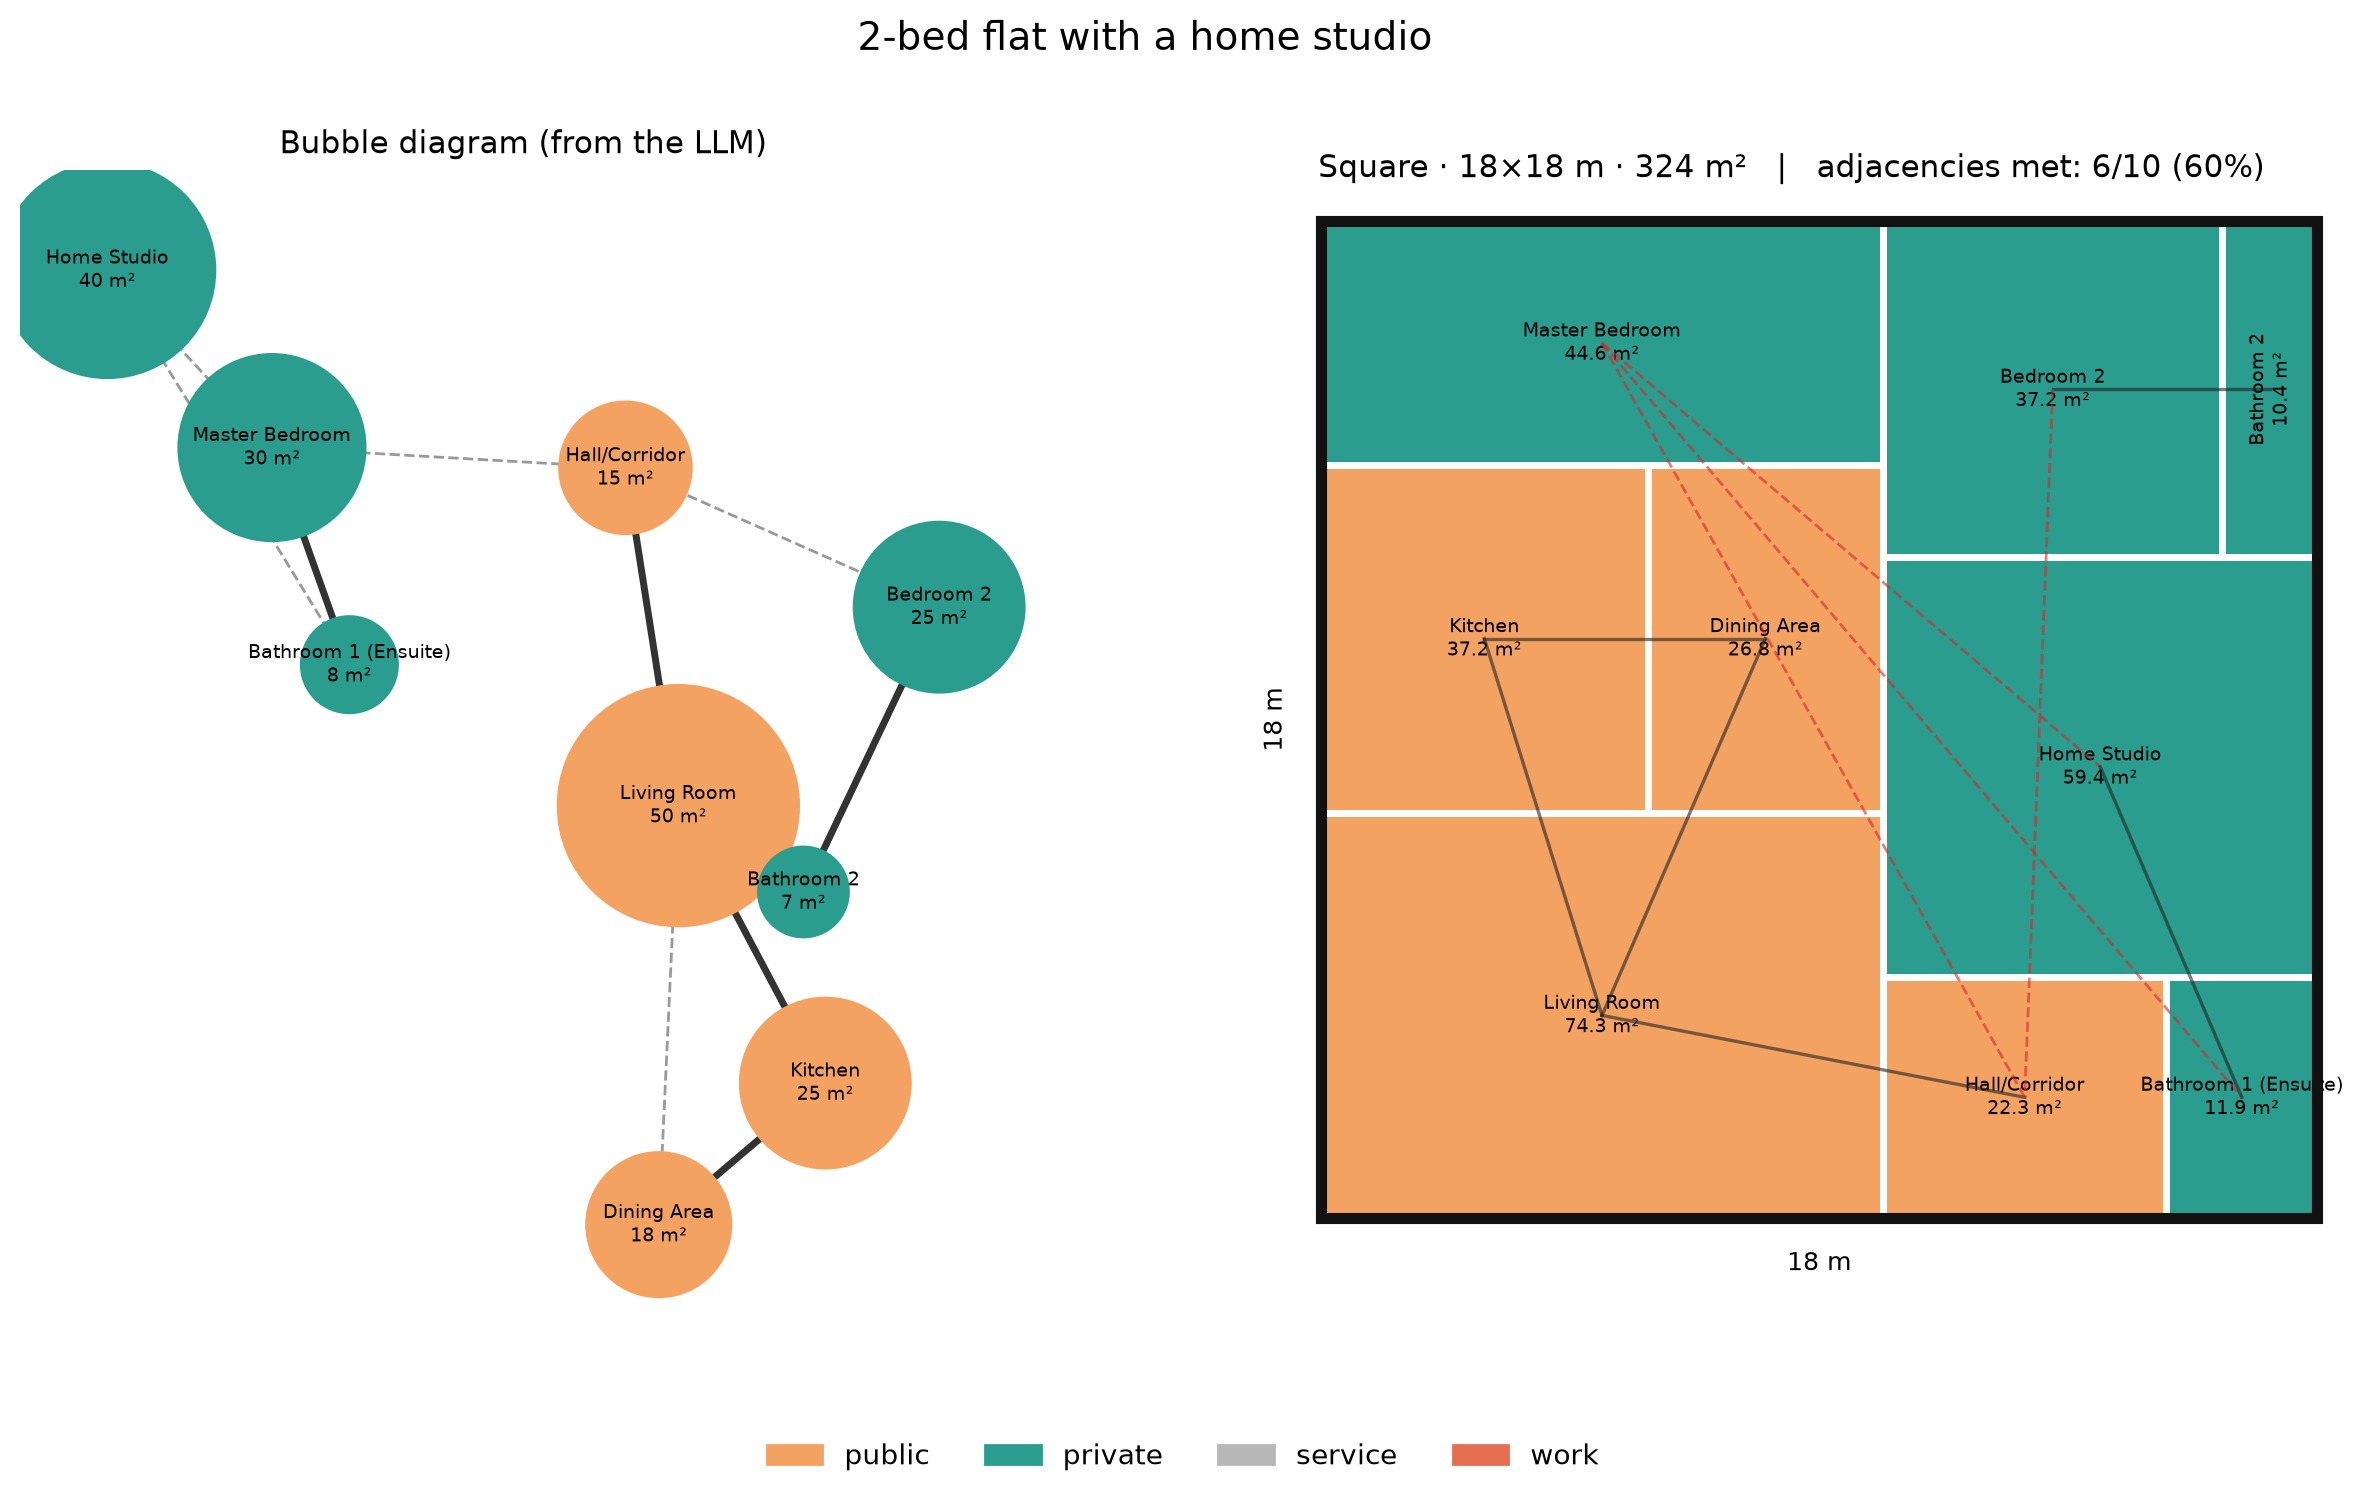 2-bed flat with a home studio
Bubble diagram (from the LLM)
Home Studio
40 m²
Master Bedroom
30 m²
Hall/Corridor
15 m²
Bedroom 2
25 m²
Bathroom 1 (Ensuite)
8 m²
Living Room
50 m²
Bathroom 2
7 m²
Kitchen
25 m²
Dining Area
18 m²
Square · 18×18 m · 324 m²   |   adjacencies met: 6/10 (60%)
Master Bedroom
44.6 m²
Bedroom 2
37.2 m²
Bathroom 2
10.4 m²
Kitchen
37.2 m²
Dining Area
26.8 m²
Home Studio
59.4 m²
Living Room
74.3 m²
Hall/Corridor
22.3 m²
Bathroom 1 (Ensuite)
11.9 m²
18 m
18 m
public
private
service
work